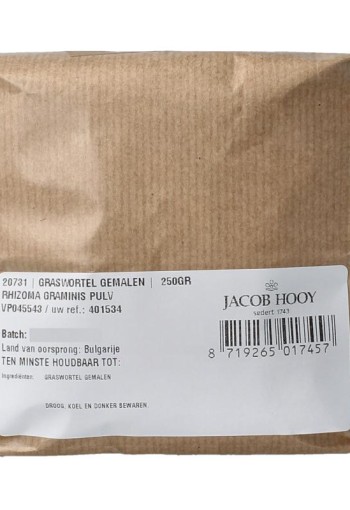 20731 | GRASWORTEL GEMALEN | 250GR
RHIZOMA GRAMINIS PULV
VP045543 / uw ref.: 401534
JACOB HOOY
sedert 1743
Batch:
Land van oorsprong: Bulgarije
TEN MINSTE HOUDBAAR TOT:
8 719265 017457
Ingrediënten: GRASWORTEL GEMALEN
DROOG, KOEL EN DONKER BEWAREN.